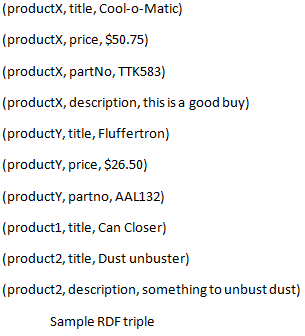 (productX, title, Cool-o-Matic)
(productX, price, $50.75)
(productX, partNo, TTK583)
(productX, description, this is a good buy)
(productY, title, Fluffertron)
(productY, price, $26.50)
(productY, partno, AAL132)
(product1, title, Can Closer)
(product2, title, Dust unbuster)
(product2, description, something to unbust dust)
Sample RDF triple